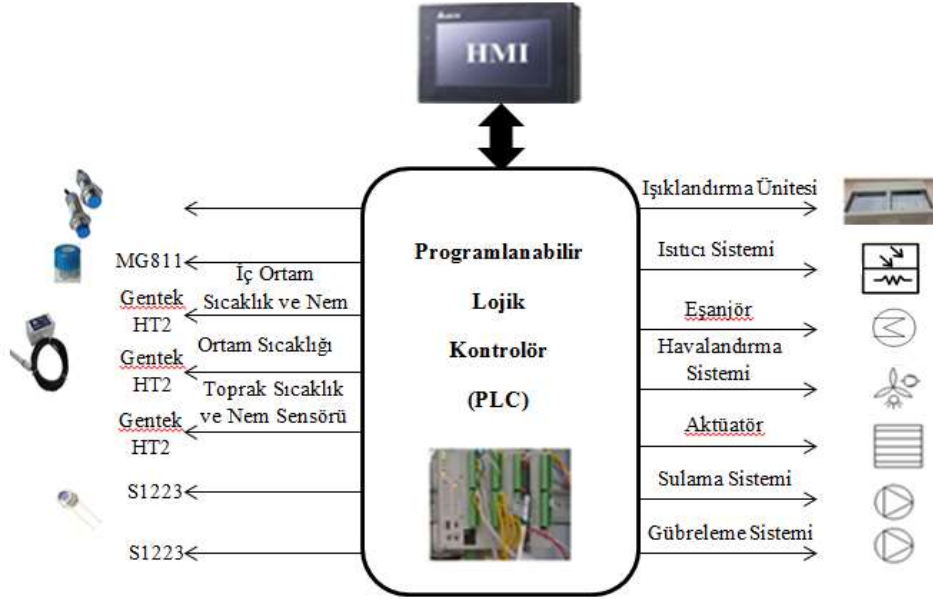 HMI
MG811
Gentek
HT2
Gentek
HT2
Gentek
HT2
S1223
S1223
İç Ortam
Sıcaklık ve Nem
Ortam Sıcaklığı
Toprak Sıcaklık
ve Nem Sensörü
Programlanabilir
Lojik
Kontrolör
(PLC)
Işıklandırma Ünitesi
Isıtıcı Sistemi
Eşanjör
Havalandırma
Sistemi
Aktüatör
Sulama Sistemi
Gübreleme Sistemi